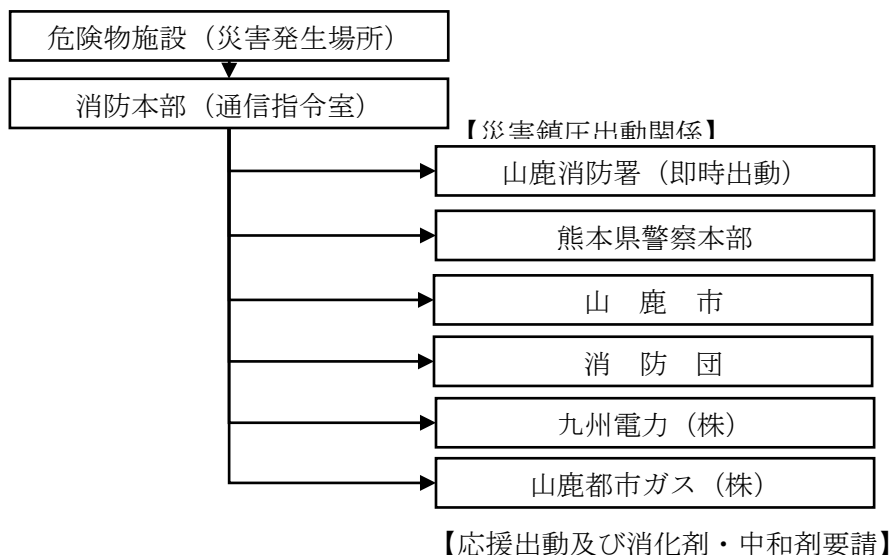 危険物施設（災害発生場所）
消防本部（通信指令室）
【災害鎮圧出動関係】
山鹿消防署（即時出動）
熊本県警察本部
山　鹿　市
消　防　団
九州電力（株）
山鹿都市ガス（株）
【応援出動及び消化剤・中和剤要請】